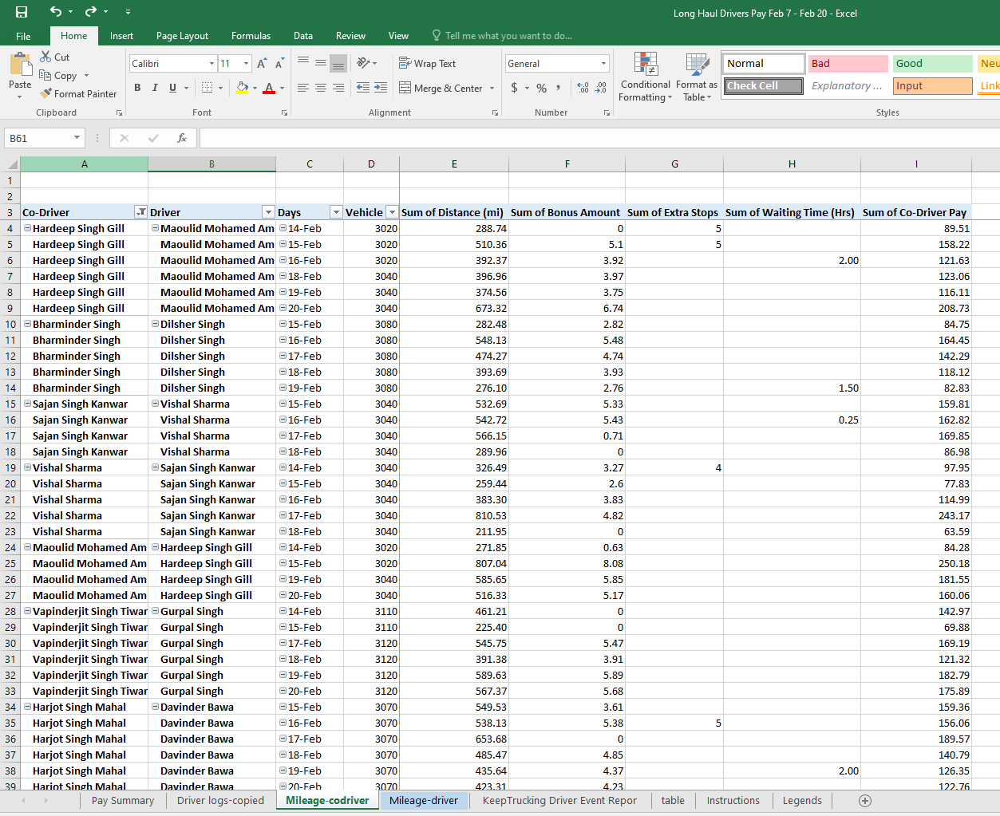 Long Haul Drivers Pay Feb 7 - Feb 20 - Excel
File Home Insert Page Layout Formulas Data Review View Tell me what you want to do...
Paste Cut Copy Format Painter Clipboard
Calibri 11 B I U A A A Font
Wrap Text Merge & Center Alignment
General $ % , Number
Conditional Formatting Format as Table
Normal Bad Good Neu
Check Cell Explanatory ... Input Link
Styles
B61 fx
A B C D E F G H I
1
2
3 Co-Driver Driver Days Vehicle Sum of Distance (mi) Sum of Bonus Amount Sum of Extra Stops Sum of Waiting Time (Hrs) Sum of Co-Driver Pay
4 Hardeep Singh Gill Maoulid Mohamed Am 14-Feb 3020 288.74 0 5 89.51
5 Hardeep Singh Gill Maoulid Mohamed Am 15-Feb 3020 510.36 5.1 5 158.22
6 Hardeep Singh Gill Maoulid Mohamed Am 16-Feb 3020 392.37 3.92 2.00 121.63
7 Hardeep Singh Gill Maoulid Mohamed Am 18-Feb 3040 396.96 3.97 123.06
8 Hardeep Singh Gill Maoulid Mohamed Am 19-Feb 3040 374.56 3.75 116.11
9 Hardeep Singh Gill Maoulid Mohamed Am 20-Feb 3040 673.32 6.74 208.73
10 Bharminder Singh Dilsher Singh 15-Feb 3080 282.48 2.82 84.75
11 Bharminder Singh Dilsher Singh 16-Feb 3080 548.13 5.48 164.45
12 Bharminder Singh Dilsher Singh 17-Feb 3080 474.27 4.74 142.29
13 Bharminder Singh Dilsher Singh 18-Feb 3080 393.69 3.93 118.12
14 Bharminder Singh Dilsher Singh 19-Feb 3080 276.10 2.76 1.50 82.83
15 Sajan Singh Kanwar Vishal Sharma 15-Feb 3040 532.69 5.33 159.81
16 Sajan Singh Kanwar Vishal Sharma 16-Feb 3040 542.72 5.43 0.25 162.82
17 Sajan Singh Kanwar Vishal Sharma 17-Feb 3040 566.15 0.71 169.85
18 Sajan Singh Kanwar Vishal Sharma 18-Feb 3040 289.96 0 86.98
19 Vishal Sharma Sajan Singh Kanwar 14-Feb 3040 326.49 3.27 4 97.95
20 Vishal Sharma Sajan Singh Kanwar 15-Feb 3040 259.44 2.6 77.83
21 Vishal Sharma Sajan Singh Kanwar 16-Feb 3040 383.30 3.83 114.99
22 Vishal Sharma Sajan Singh Kanwar 17-Feb 3040 810.53 4.82 243.17
23 Vishal Sharma Sajan Singh Kanwar 18-Feb 3040 211.95 0 63.59
24 Maoulid Mohamed Am Hardeep Singh Gill 14-Feb 3020 271.85 0.63 84.28
25 Maoulid Mohamed Am Hardeep Singh Gill 15-Feb 3020 807.04 8.08 250.18
26 Maoulid Mohamed Am Hardeep Singh Gill 19-Feb 3040 585.65 5.85 181.55
27 Maoulid Mohamed Am Hardeep Singh Gill 20-Feb 3040 516.33 5.17 160.06
28 Vapinderjit Singh Tiwar Gurpal Singh 14-Feb 3110 461.21 0 142.97
29 Vapinderjit Singh Tiwar Gurpal Singh 15-Feb 3110 225.40 0 69.88
30 Vapinderjit Singh Tiwar Gurpal Singh 17-Feb 3120 545.75 5.47 169.19
31 Vapinderjit Singh Tiwar Gurpal Singh 18-Feb 3120 391.38 3.91 121.32
32 Vapinderjit Singh Tiwar Gurpal Singh 19-Feb 3120 589.63 5.89 182.79
33 Vapinderjit Singh Tiwar Gurpal Singh 20-Feb 3120 567.37 5.68 175.89
34 Harjot Singh Mahal Davinder Bawa 15-Feb 3070 549.53 3.61 159.36
35 Harjot Singh Mahal Davinder Bawa 16-Feb 3070 538.13 5.38 5 156.06
36 Harjot Singh Mahal Davinder Bawa 17-Feb 3070 653.68 0 189.57
37 Harjot Singh Mahal Davinder Bawa 18-Feb 3070 485.47 4.85 140.79
38 Harjot Singh Mahal Davinder Bawa 19-Feb 3070 435.64 4.37 2.00 126.35
39 Harjot Singh Mahal Davinder Bawa 20-Feb 3070 423.31 4.23 122.76
Pay Summary Driver logs-copied Mileage-codriver Mileage-driver KeepTrucking Driver Event Repor table Instructions Legends